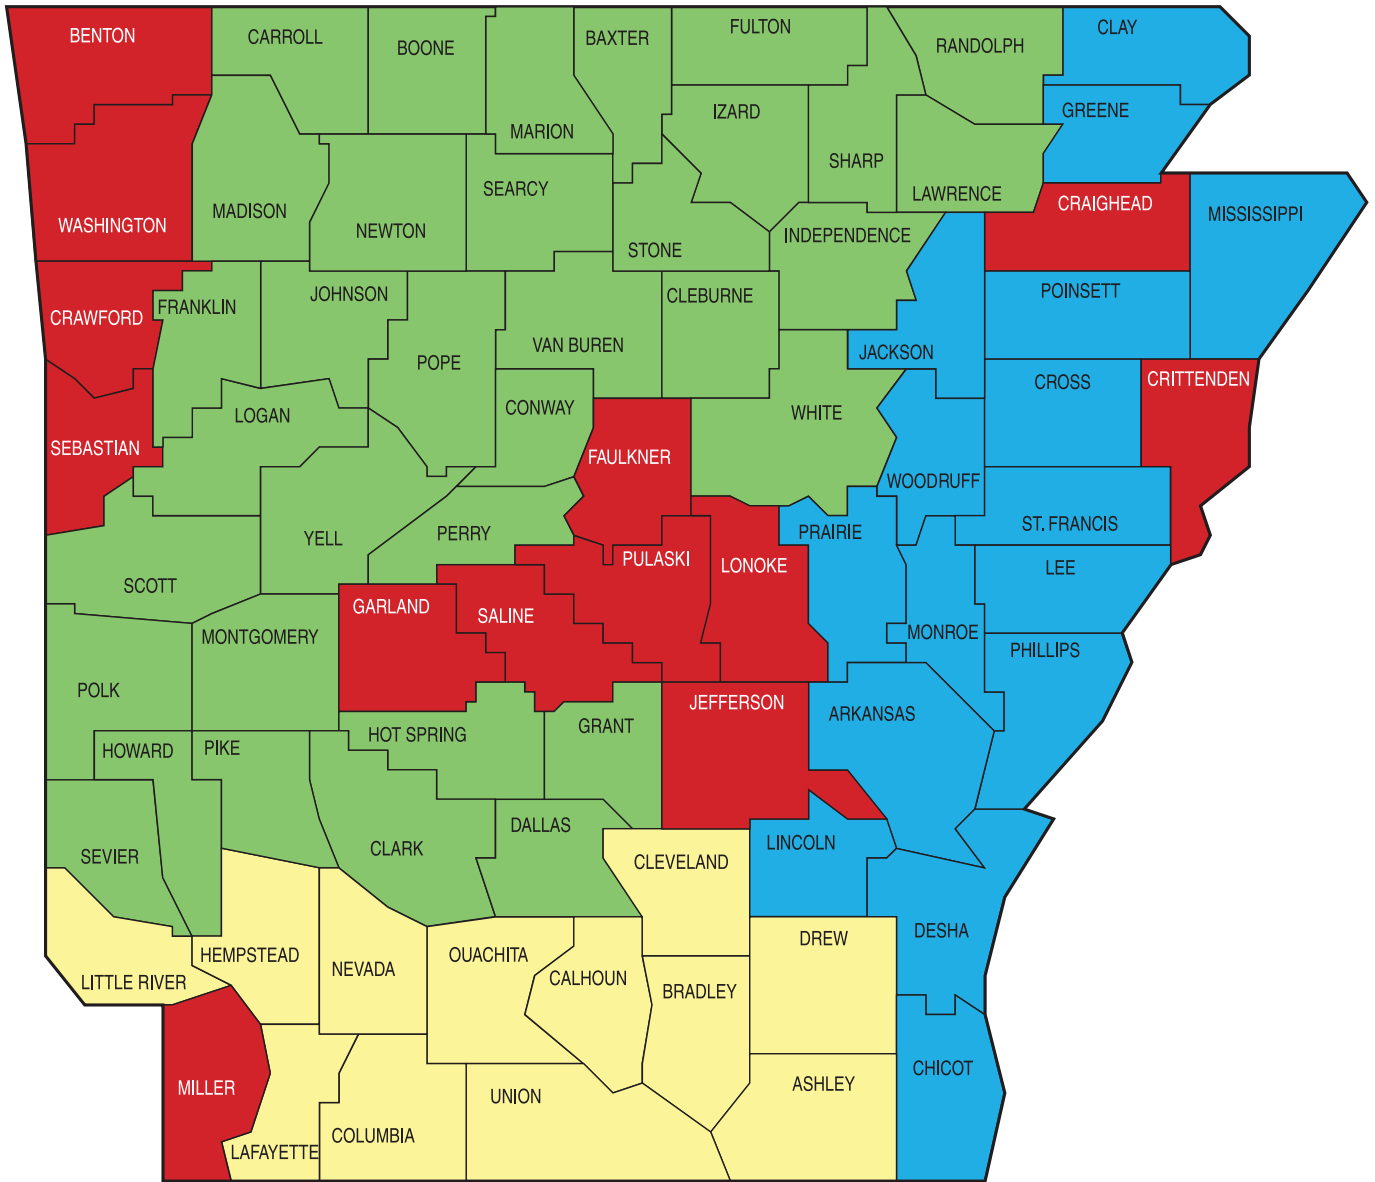 BENTON
CARROLL
BOONE
BAXTER
FULTON
RANDOLPH
CLAY
MARION
IZARD
GREENE
SHARP
LAWRENCE
SEARCY
CRAIGHEAD
MISSISSIPPI
WASHINGTON
MADISON
NEWTON
STONE
INDEPENDENCE
CRAWFORD
FRANKLIN
JOHNSON
POPE
VAN BUREN
CLEBURNE
JACKSON
POINSETT
CROSS
CRITTENDEN
LOGAN
CONWAY
WHITE
SEBASTIAN
FAULKNER
WOODRUFF
ST. FRANCIS
YELL
PERRY
PULASKI
LONOKE
PRAIRIE
LEE
SCOTT
GARLAND
SALINE
MONROE
PHILLIPS
MONTGOMERY
POLK
HOT SPRING
GRANT
JEFFERSON
ARKANSAS
HOWARD
PIKE
SEVIER
CLARK
DALLAS
CLEVELAND
LINCOLN
LITTLE RIVER
HEMPSTEAD
NEVADA
OUACHITA
CALHOUN
BRADLEY
DREW
DESHA
MILLER
LAFAYETTE
COLUMBIA
UNION
ASHLEY
CHICOT